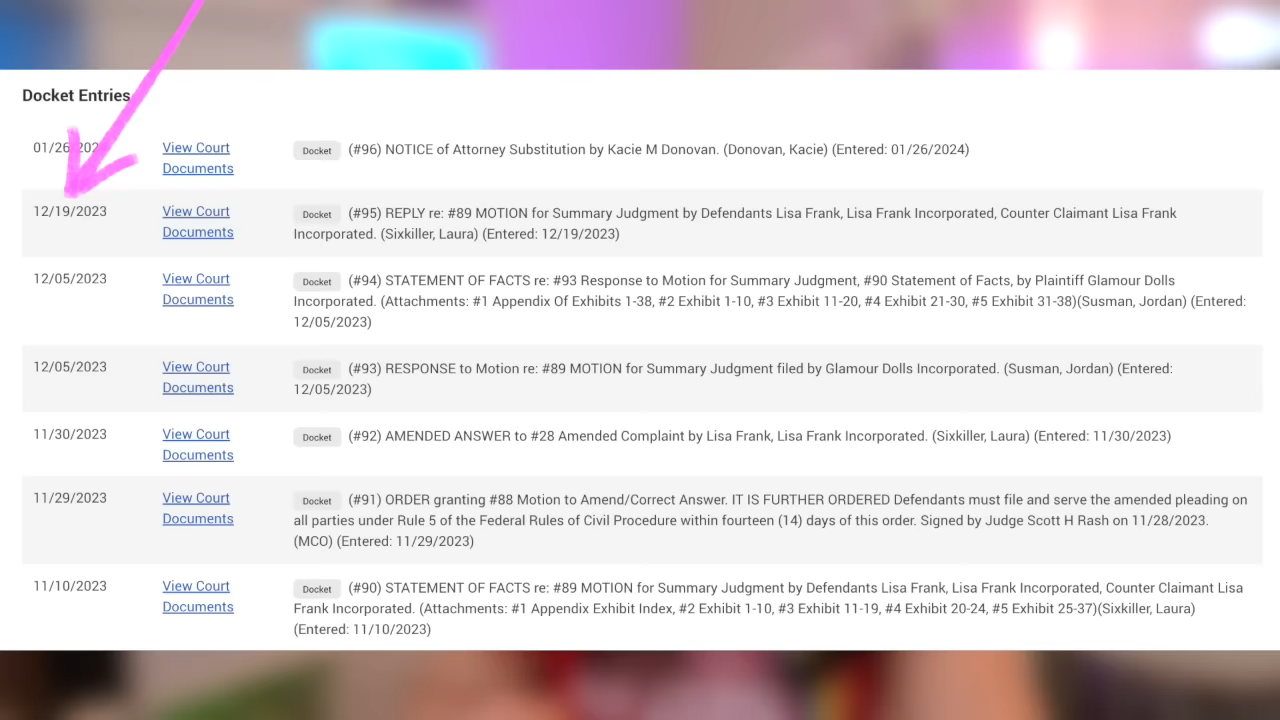 Docket Entries
01/26/2024 View Court Documents Docket (#96) NOTICE of Attorney Substitution by Kacie M Donovan. (Donovan, Kacie) (Entered: 01/26/2024)
12/19/2023 View Court Documents Docket (#95) REPLY re: #89 MOTION for Summary Judgment by Defendants Lisa Frank, Lisa Frank Incorporated, Counter Claimant Lisa Frank
Incorporated. (Sixkiller, Laura) (Entered: 12/19/2023)
12/05/2023 View Court Documents Docket (#94) STATEMENT OF FACTS re: #93 Response to Motion for Summary Judgment, #90 Statement of Facts, by Plaintiff Glamour Dolls
Incorporated. (Attachments: #1 Appendix Of Exhibits 1-38, #2 Exhibit 1-10, #3 Exhibit 11-20, #4 Exhibit 21-30, #5 Exhibit 31-38)(Susman, Jordan) (Entered:
12/05/2023)
12/05/2023 View Court Documents Docket (#93) RESPONSE to Motion re: #89 MOTION for Summary Judgment filed by Glamour Dolls Incorporated. (Susman, Jordan) (Entered:
12/05/2023)
11/30/2023 View Court Documents Docket (#92) AMENDED ANSWER to #28 Amended Complaint by Lisa Frank, Lisa Frank Incorporated. (Sixkiller, Laura) (Entered: 11/30/2023)
11/29/2023 View Court Documents Docket (#91) ORDER granting #88 Motion to Amend/Correct Answer. IT IS FURTHER ORDERED Defendants must file and serve the amended pleading on
all parties under Rule 5 of the Federal Rules of Civil Procedure within fourteen (14) days of this order. Signed by Judge Scott H Rash on 11/28/2023.
(MCO) (Entered: 11/29/2023)
11/10/2023 View Court Documents Docket (#90) STATEMENT OF FACTS re: #89 MOTION for Summary Judgment by Defendants Lisa Frank, Lisa Frank Incorporated, Counter Claimant Lisa
Frank Incorporated. (Attachments: #1 Appendix Exhibit Index, #2 Exhibit 1-10, #3 Exhibit 11-19, #4 Exhibit 20-24, #5 Exhibit 25-37)(Sixkiller, Laura)
(Entered: 11/10/2023)